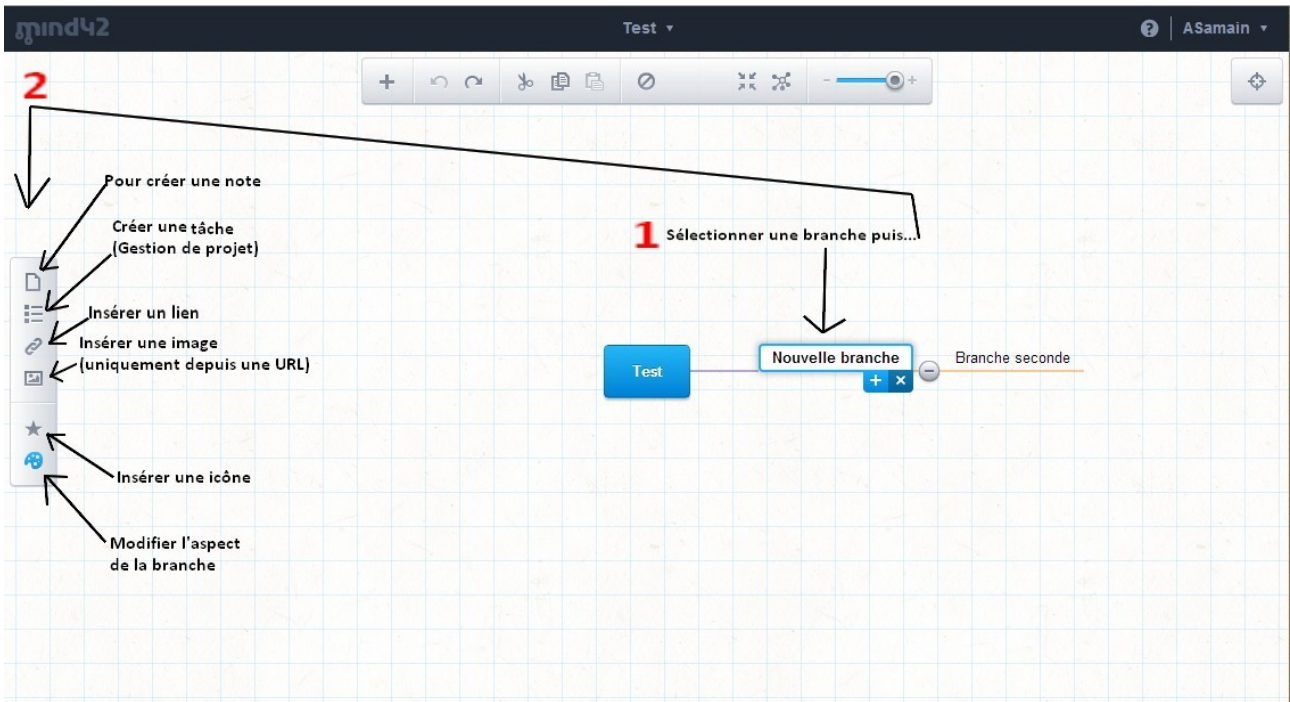 mind42
Test
ASamain
2
Pour créer une note
Créer une tâche
(Gestion de projet)
1 Sélectionner une branche puis...
Insérer un lien
Insérer une image
(uniquement depuis une URL)
Test
Nouvelle branche
Branche seconde
Insérer une icône
Modifier l'aspect
de la branche